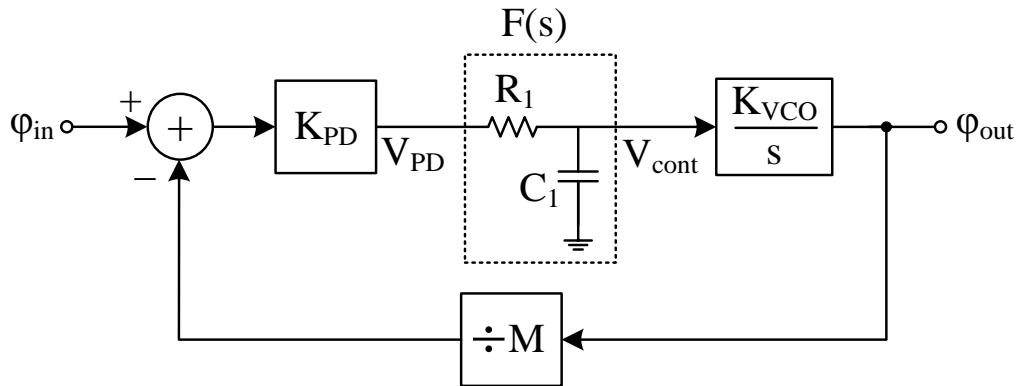 F(s)
φin
+
+
−
KPD
VPD
R1
C1
Vcont
KVCO
s
φout
÷M